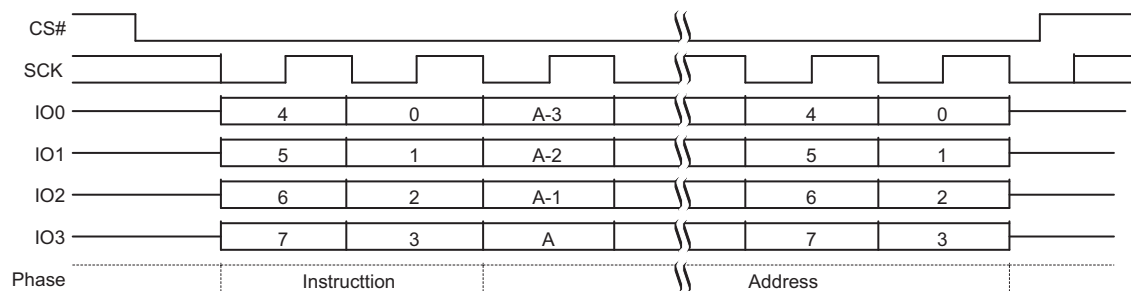 CS#
SCK
IO0 4 0 A-3 4 0
IO1 5 1 A-2 5 1
IO2 6 2 A-1 6 2
IO3 7 3 A 7 3
Phase Instructtion Address